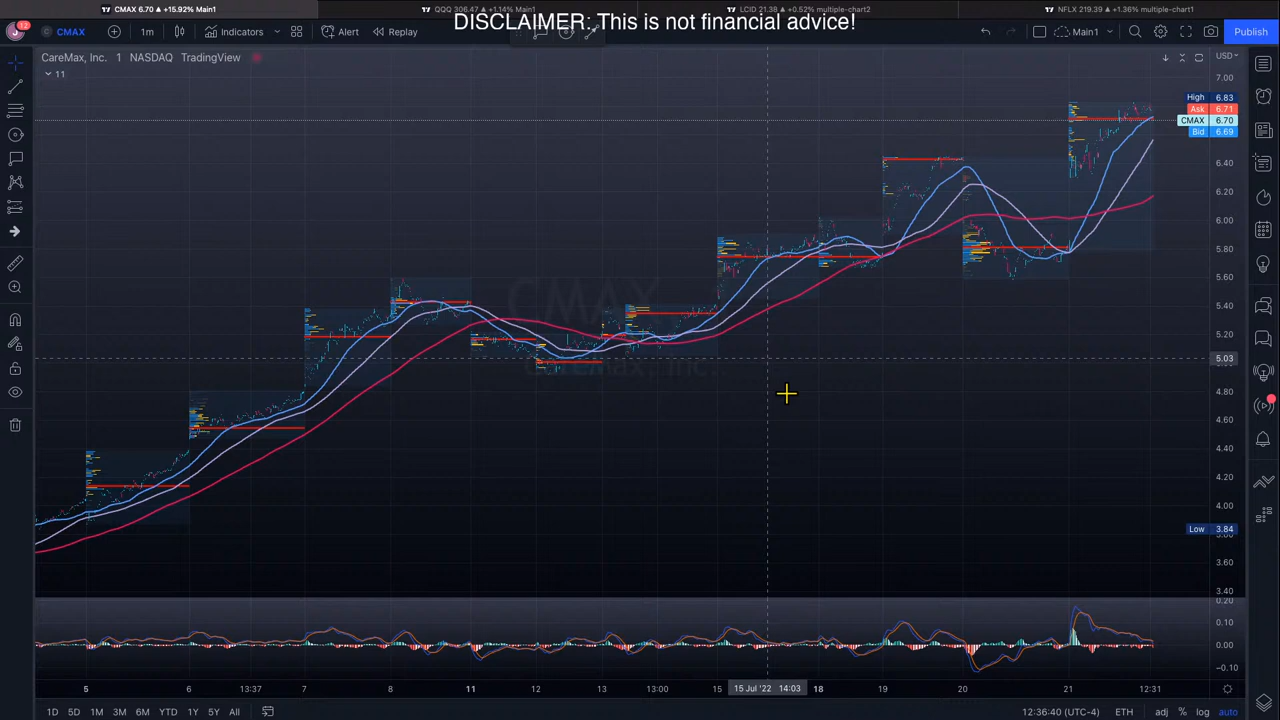 CMAX 6.70 ▲ +15.92% Main1
QQQ 306.47 ▲ +1.14% Main1
LCID 21.38 ▲ +0.52% multiple-chart2
NFLX 219.39 ▲ +1.36% multiple-chart1
DISCLAIMER: This is not financial advice!
12
CMAX
1m
Indicators
Alert
Replay
Main1
Publish
CareMax, Inc. 1 NASDAQ TradingView
USD
11
7.00
High 6.83
Ask 6.71
CMAX 6.70
Bid 6.69
6.40
6.20
6.00
5.80
5.60
5.40
5.20
5.03
4.80
4.60
4.40
4.20
4.00
Low 3.84
3.80
3.60
3.40
CMAX
CareMax, Inc.
0.20
0.10
0.00
−0.10
5 6 13:37 7 8 11 12 13 13:00 15 15 Jul '22 14:03 18 19 20 21 12:31
1D 5D 1M 3M 6M YTD 1Y 5Y All
12:36:40 (UTC-4) ETH adj % log auto